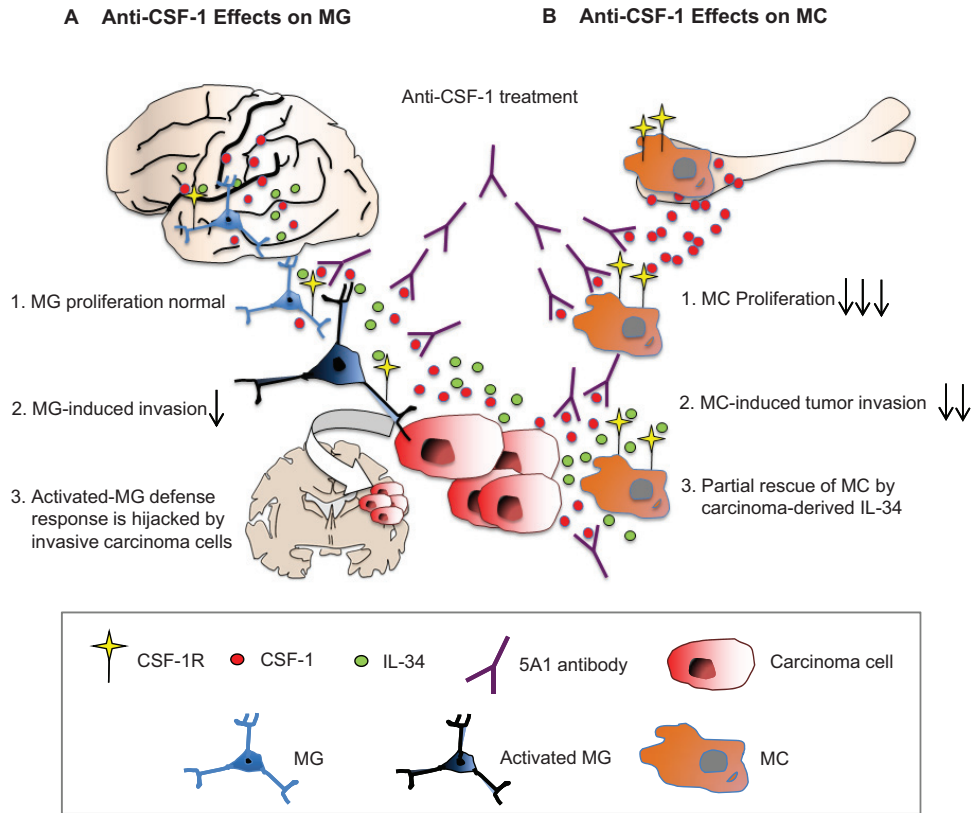 A Anti-CSF-1 Effects on MG
B Anti-CSF-1 Effects on MC
Anti-CSF-1 treatment
1. MG proliferation normal
2. MG-induced invasion
3. Activated-MG defense
response is hijacked by
invasive carcinoma cells
1. MC Proliferation
2. MC-induced tumor invasion
3. Partial rescue of MC by
carcinoma-derived IL-34
CSF-1R
CSF-1
IL-34
5A1 antibody
Carcinoma cell
MG
Activated MG
MC